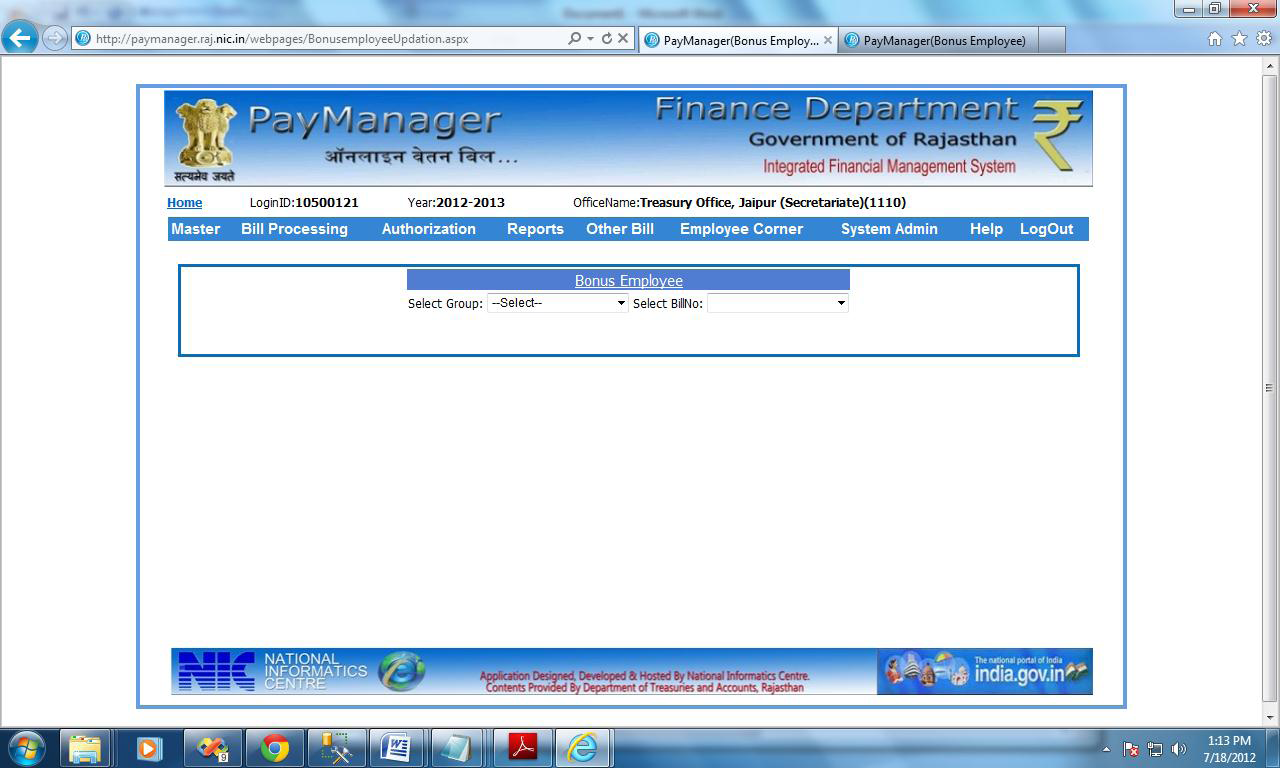 http://paymanager.raj.nic.in/webpages/BonusemployeeUpdation.aspx
PayManager(Bonus Employ...
PayManager(Bonus Employee)
PayManager
ऑनलाइन वेतन बिल...
सत्यमेव जयते
Finance Department
Government of Rajasthan
Integrated Financial Management System
Home LoginID:10500121 Year:2012-2013 OfficeName:Treasury Office, Jaipur (Secretariate)(1110)
Master Bill Processing Authorization Reports Other Bill Employee Corner System Admin Help LogOut
Bonus Employee
Select Group: --Select-- Select BillNo:
NIC NATIONAL
INFORMATICS
CENTRE
Application Designed, Developed & Hosted By National Informatics Centre.
Contents Provided By Department of Treasuries and Accounts, Rajasthan
The national portal of India
india.gov.in
9
1:13 PM
7/18/2012